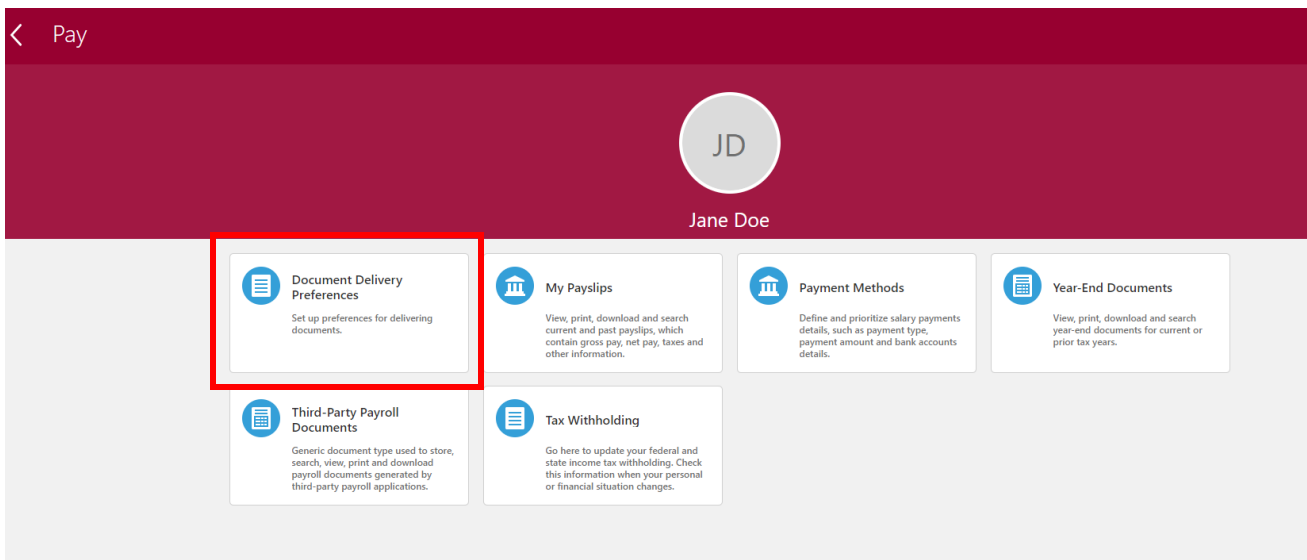 Pay
JD
Jane Doe
Document Delivery
Preferences
Set up preferences for delivering
documents.
My Payslips
View, print, download and search
current and past payslips, which
contain gross pay, net pay, taxes and
other information.
Payment Methods
Define and prioritize salary payments
details, such as payment type,
payment amount and bank accounts
details.
Year-End Documents
View, print, download and search
year-end documents for current or
prior tax years.
Third-Party Payroll
Documents
Generic document type used to store,
search, view, print and download
payroll documents generated by
third-party payroll applications.
Tax Withholding
Go here to update your federal and
state income tax withholding. Check
this information when your personal
or financial situation changes.